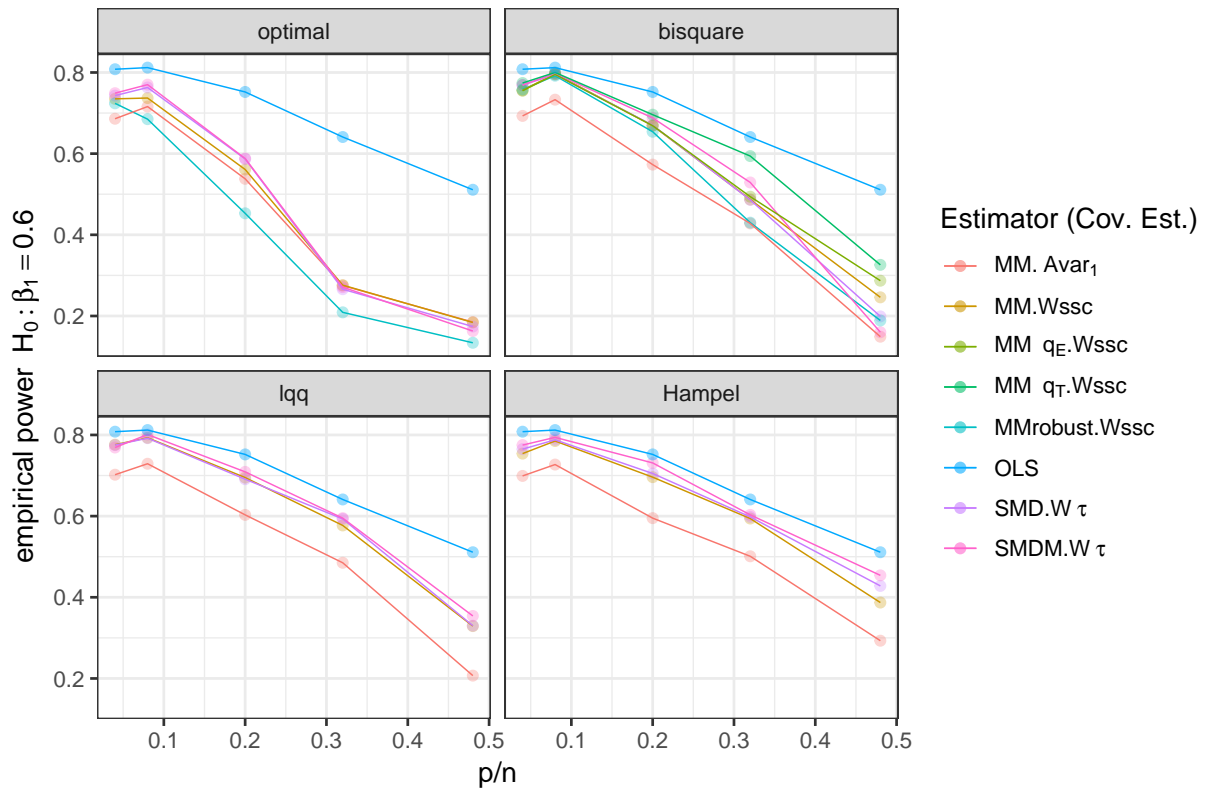 optimal
bisquare
0.8
0.6
0.4
0.2
lqq
Hampel
0.8
0.6
0.4
0.2
0.1 0.2 0.3 0.4 0.5
0.1 0.2 0.3 0.4 0.5
p/n
empirical power H₀ : β₁ = 0.6
Estimator (Cov. Est.)
MM. Avar₁
MM.Wssc
MM q_E.Wssc
MM q_T.Wssc
MMrobust.Wssc
OLS
SMD.W τ
SMDM.W τ